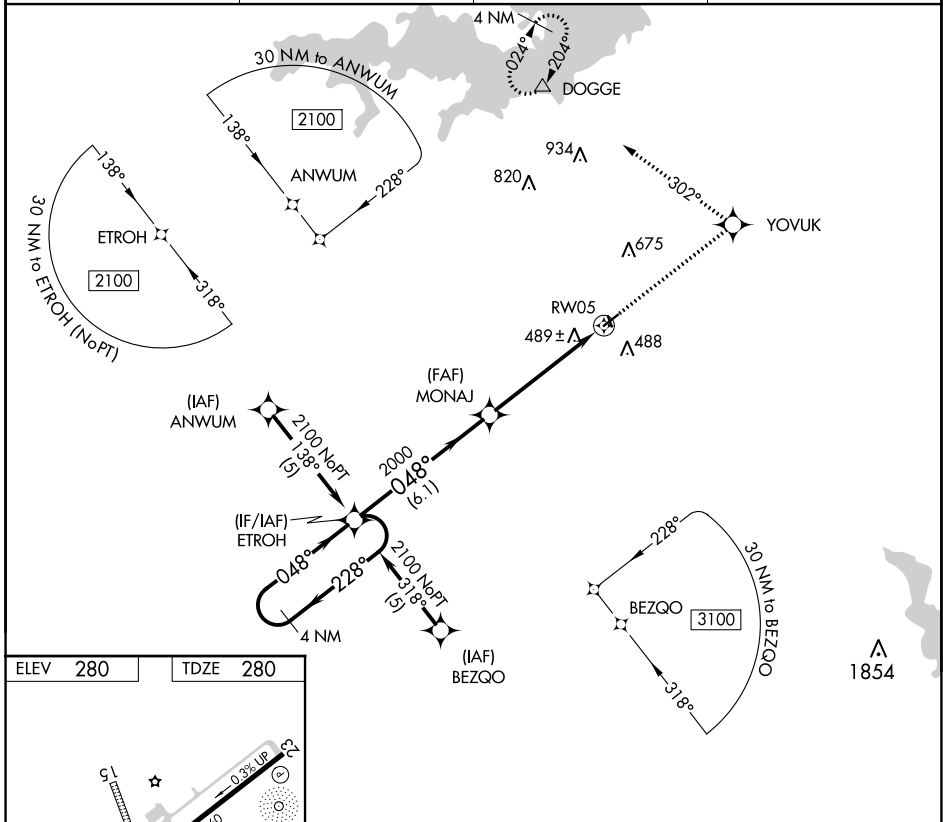 4 NM
024°
204°
DOGGE
30 NM to ANWUM
2100
138°
ANWUM
228°
934
820
302°
YOVUK
138°
ETROH
2100
318°
30 NM to ETROH (NoPT)
675
RW05
489±
488
(FAF)
MONAJ
(IAF)
ANWUM
2100 NoPT
138°
(5)
2000
048°
(6.1)
(IF/IAF)
ETROH
048°
228°
2100 NoPT
318°
(5)
4 NM
(IAF)
BEZQO
228°
30 NM to BEZQO
BEZQO
3100
318°
1854
ELEV 280
TDZE 280
15
23
0.3% UP
P